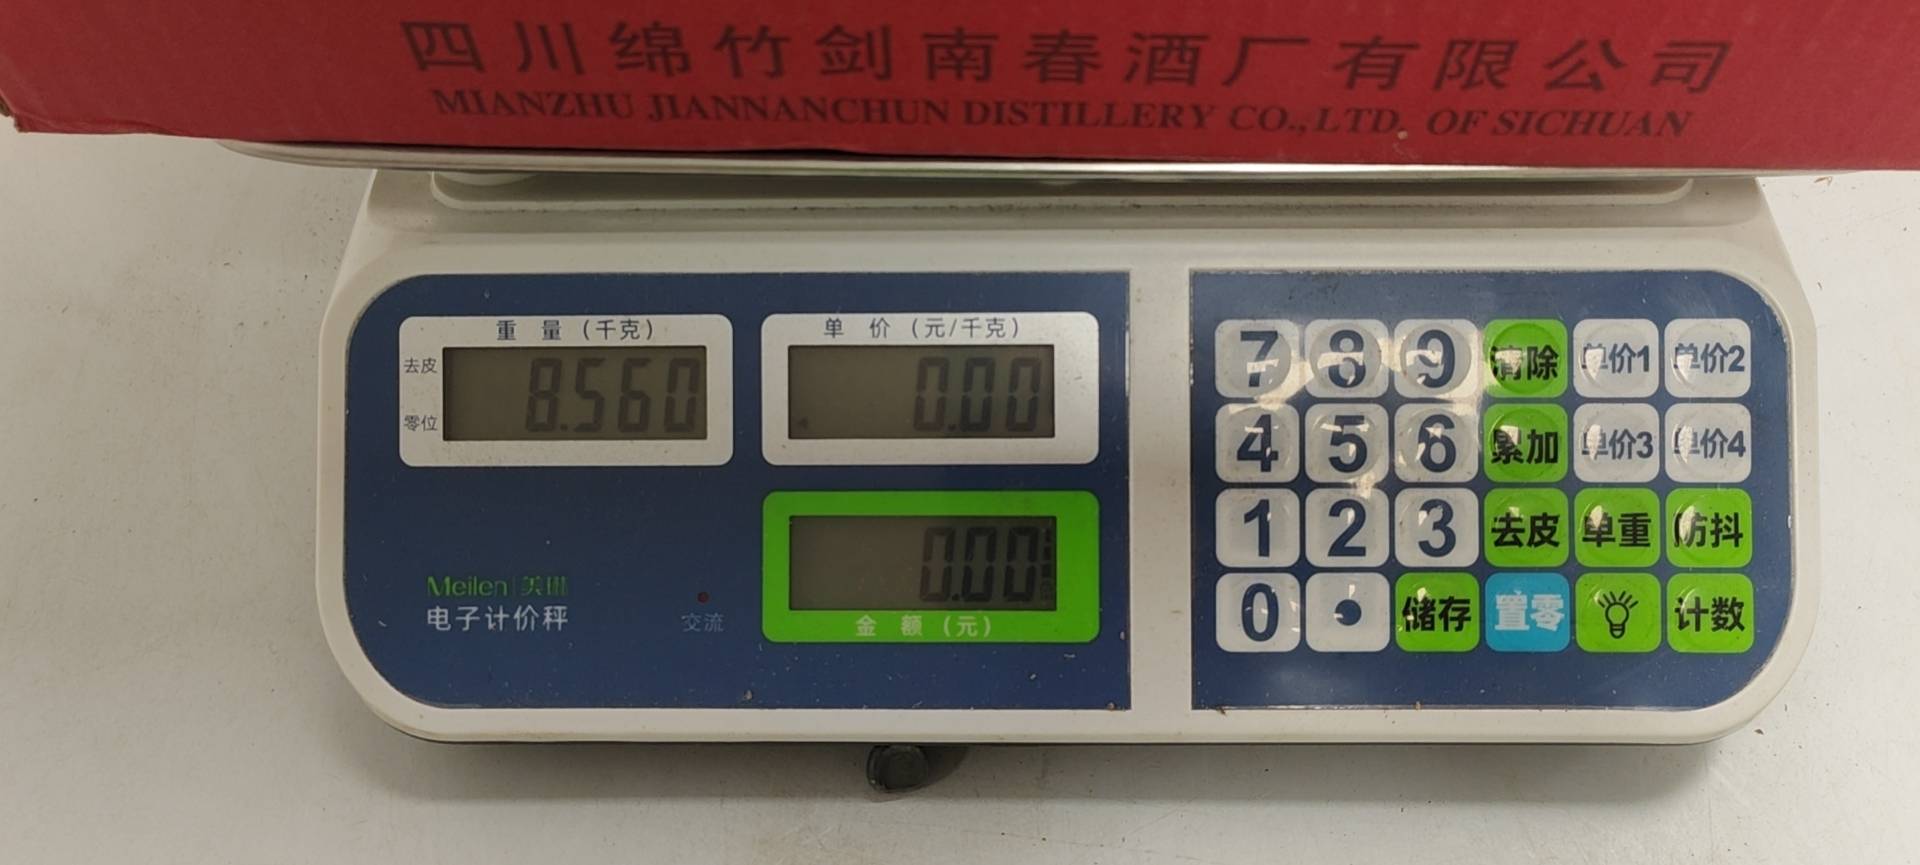 四川绵竹剑南春酒厂有限公司
MIANZHU JIANNANCHUN DISTILLERY CO.,LTD. OF SICHUAN
重量(千克)
去皮
零位
8.560
单价(元/千克)
0.00
0.00
金额(元)
Meilen 美琳
电子计价秤
交流
7 8 9 清除 单价1 单价2
4 5 6 累加 单价3 单价4
1 2 3 去皮 单重 防抖
0 . 储存 置零 计数